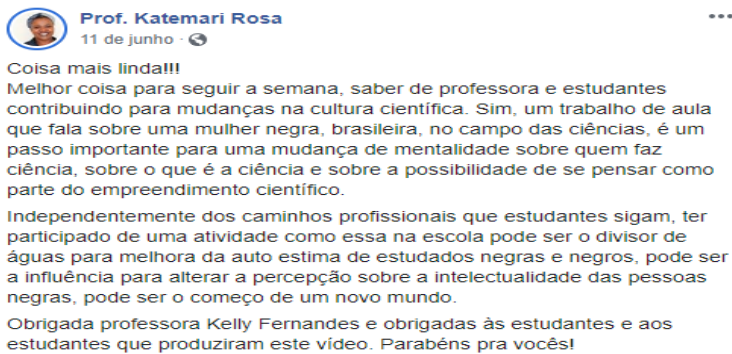 Prof. Katemari Rosa
11 de junho ·
Coisa mais linda!!!
Melhor coisa para seguir a semana, saber de professora e estudantes
contribuindo para mudanças na cultura científica. Sim, um trabalho de aula
que fala sobre uma mulher negra, brasileira, no campo das ciências, é um
passo importante para uma mudança de mentalidade sobre quem faz
ciência, sobre o que é a ciência e sobre a possibilidade de se pensar como
parte do empreendimento científico.
Independentemente dos caminhos profissionais que estudantes sigam, ter
participado de uma atividade como essa na escola pode ser o divisor de
águas para melhora da auto estima de estudados negras e negros, pode ser
a influência para alterar a percepção sobre a intelectualidade das pessoas
negras, pode ser o começo de um novo mundo.
Obrigada professora Kelly Fernandes e obrigadas às estudantes e aos
estudantes que produziram este vídeo. Parabéns pra vocês!